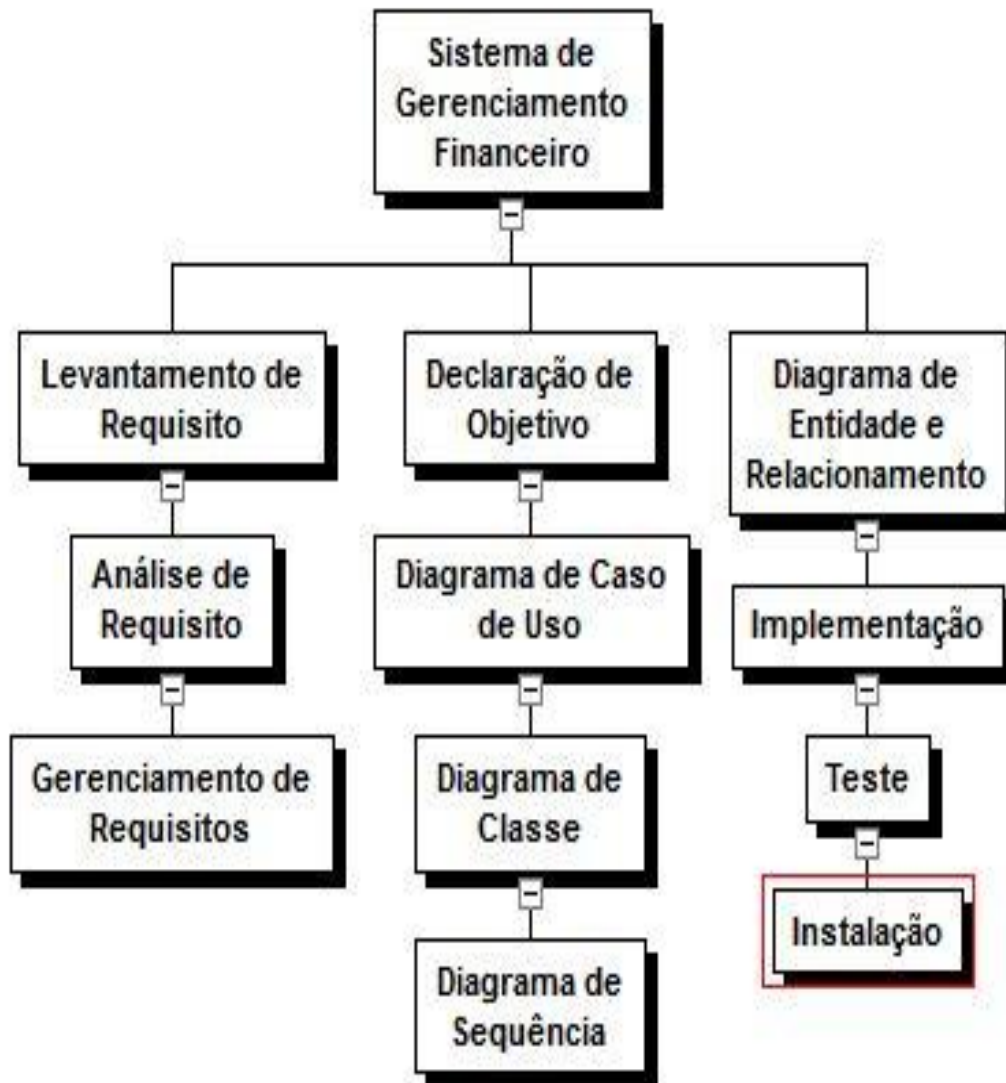 Sistema de
Gerenciamento
Financeiro
Levantamento de
Requisito
Declaração de
Objetivo
Diagrama de
Entidade e
Relacionamento
Análise de
Requisito
Diagrama de Caso
de Uso
Implementação
Gerenciamento de
Requisitos
Diagrama de
Classe
Teste
Instalação
Diagrama de
Sequência